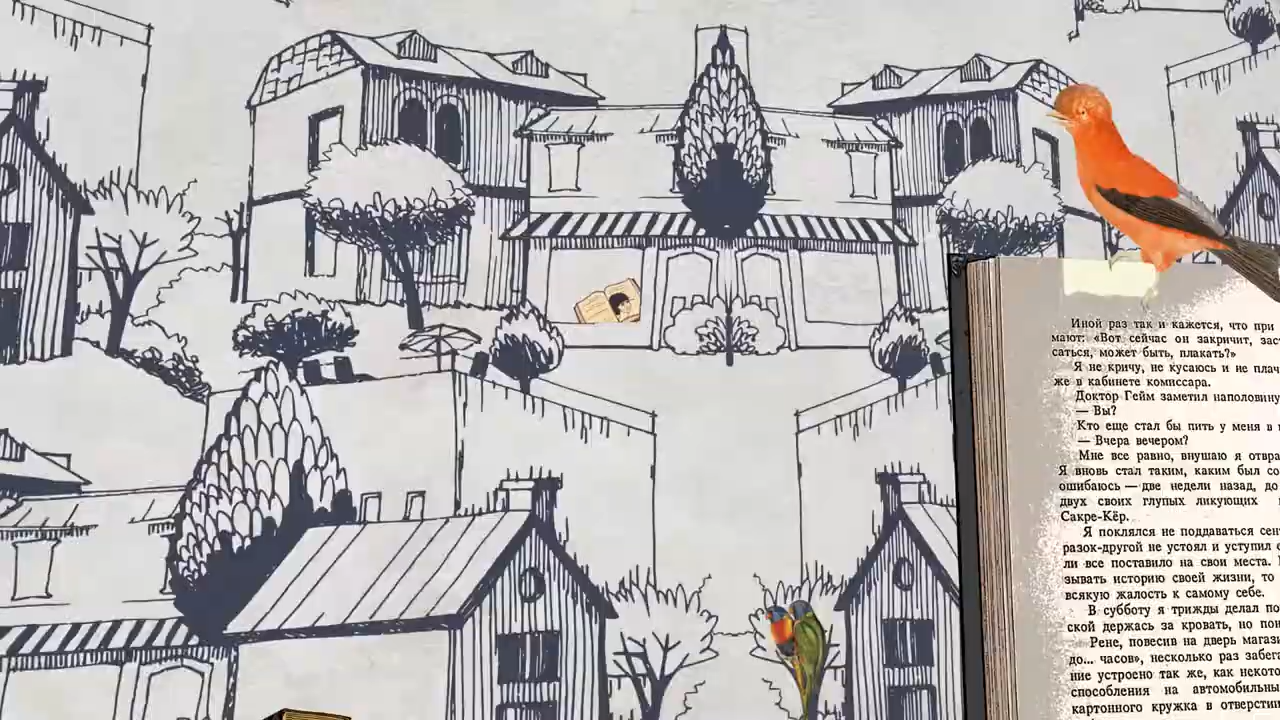 Иной раз так и кажется, что при
мают: «Вот сейчас он закричит, зас
саться, может быть, плакать?»
Я не кричу, не кусаюсь и не плач
же в кабинете комиссара.
Доктор Гейм заметил наполовину
— Вы?
Кто еще стал бы пить у меня в
— Вчера вечером?
Мне все равно, внушаю я отвра
Я вновь стал таким, каким был со
ошибаюсь — две недели назад, до
двух своих глупых ликующих
Сакре-Кёр.
Я поклялся не поддаваться сен
разок-другой не устоял и уступил
ли все поставило на свои места.
зывать историю своей жизни, то
всякую жалость к самому себе.
В субботу я трижды делал по
ской держась за кровать, но пон
Рене, повесив на дверь магази
до... часов», несколько раз забега
ние устроено так же, как некото
способления на автомобильны
картонного кружка в отверсти